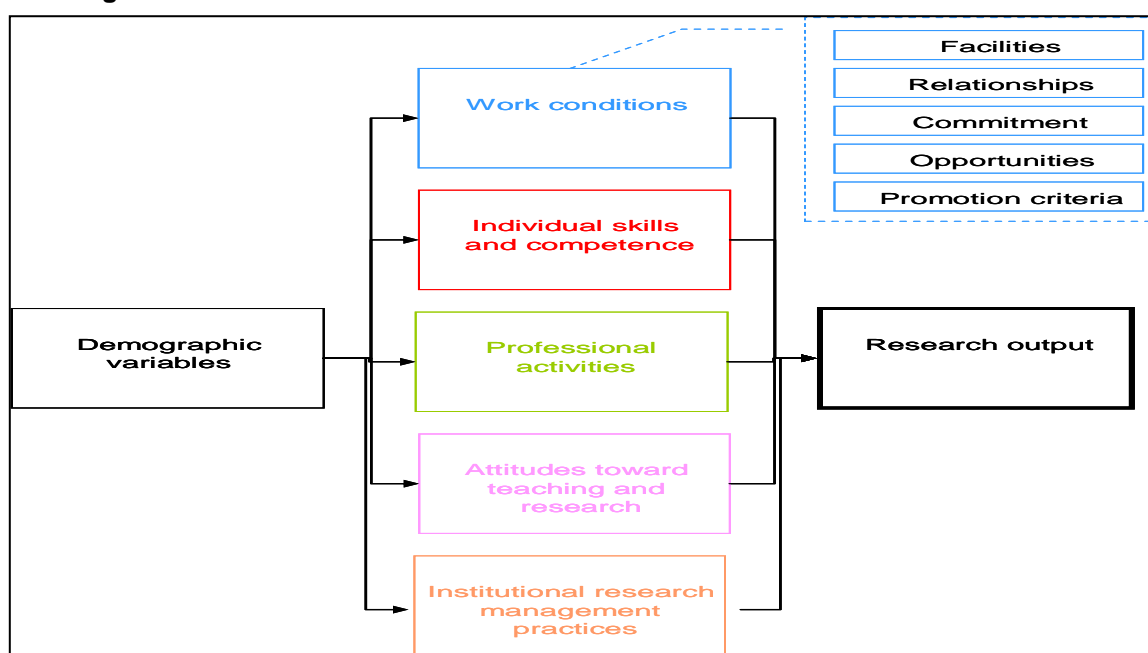 Facilities
Relationships
Commitment
Opportunities
Promotion criteria
Work conditions
Individual skills
and competence
Demographic
variables
Professional
activities
Research output
Attitudes toward
teaching and
research
Institutional research
management
practices